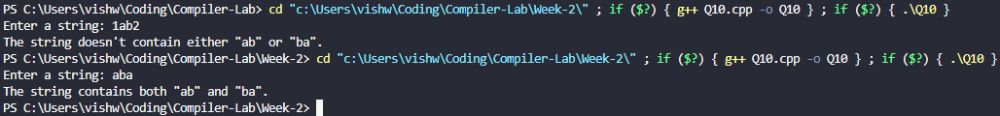 PS C:\Users\vishw\Coding\Compiler-Lab> cd "c:\Users\vishw\Coding\Compiler-Lab\Week-2\" ; if ($?) { g++ Q10.cpp -o Q10 } ; if ($?) { .\Q10 }
Enter a string: 1ab2
The string doesn't contain either "ab" or "ba".
PS C:\Users\vishw\Coding\Compiler-Lab\Week-2> cd "c:\Users\vishw\Coding\Compiler-Lab\Week-2\" ; if ($?) { g++ Q10.cpp -o Q10 } ; if ($?) { .\Q10 }
Enter a string: aba
The string contains both "ab" and "ba".
PS C:\Users\vishw\Coding\Compiler-Lab\Week-2>